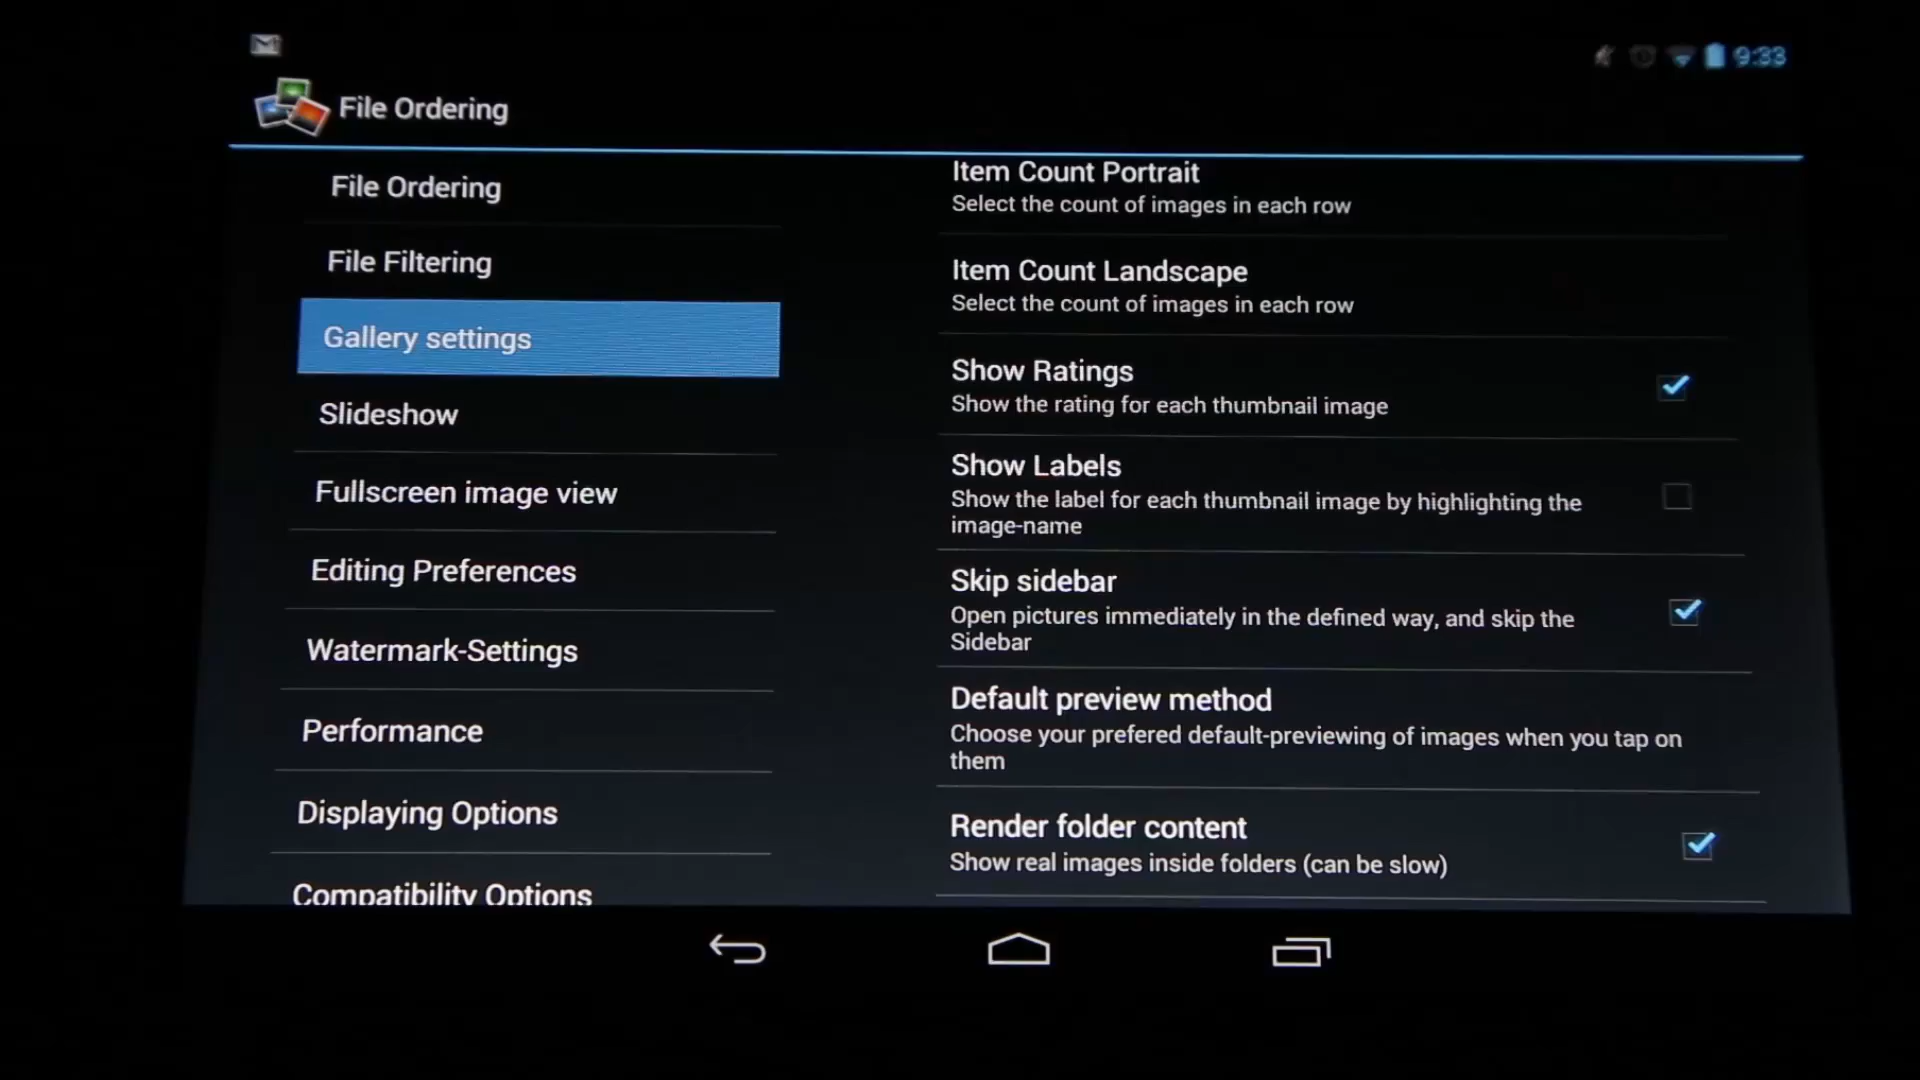 9:33
File Ordering
File Ordering
File Filtering
Gallery settings
Slideshow
Fullscreen image view
Editing Preferences
Watermark-Settings
Performance
Displaying Options
Compatibility Options
Item Count Portrait
Select the count of images in each row
Item Count Landscape
Select the count of images in each row
Show Ratings
Show the rating for each thumbnail image
Show Labels
Show the label for each thumbnail image by highlighting the
image-name
Skip sidebar
Open pictures immediately in the defined way, and skip the
Sidebar
Default preview method
Choose your prefered default-previewing of images when you tap on
them
Render folder content
Show real images inside folders (can be slow)